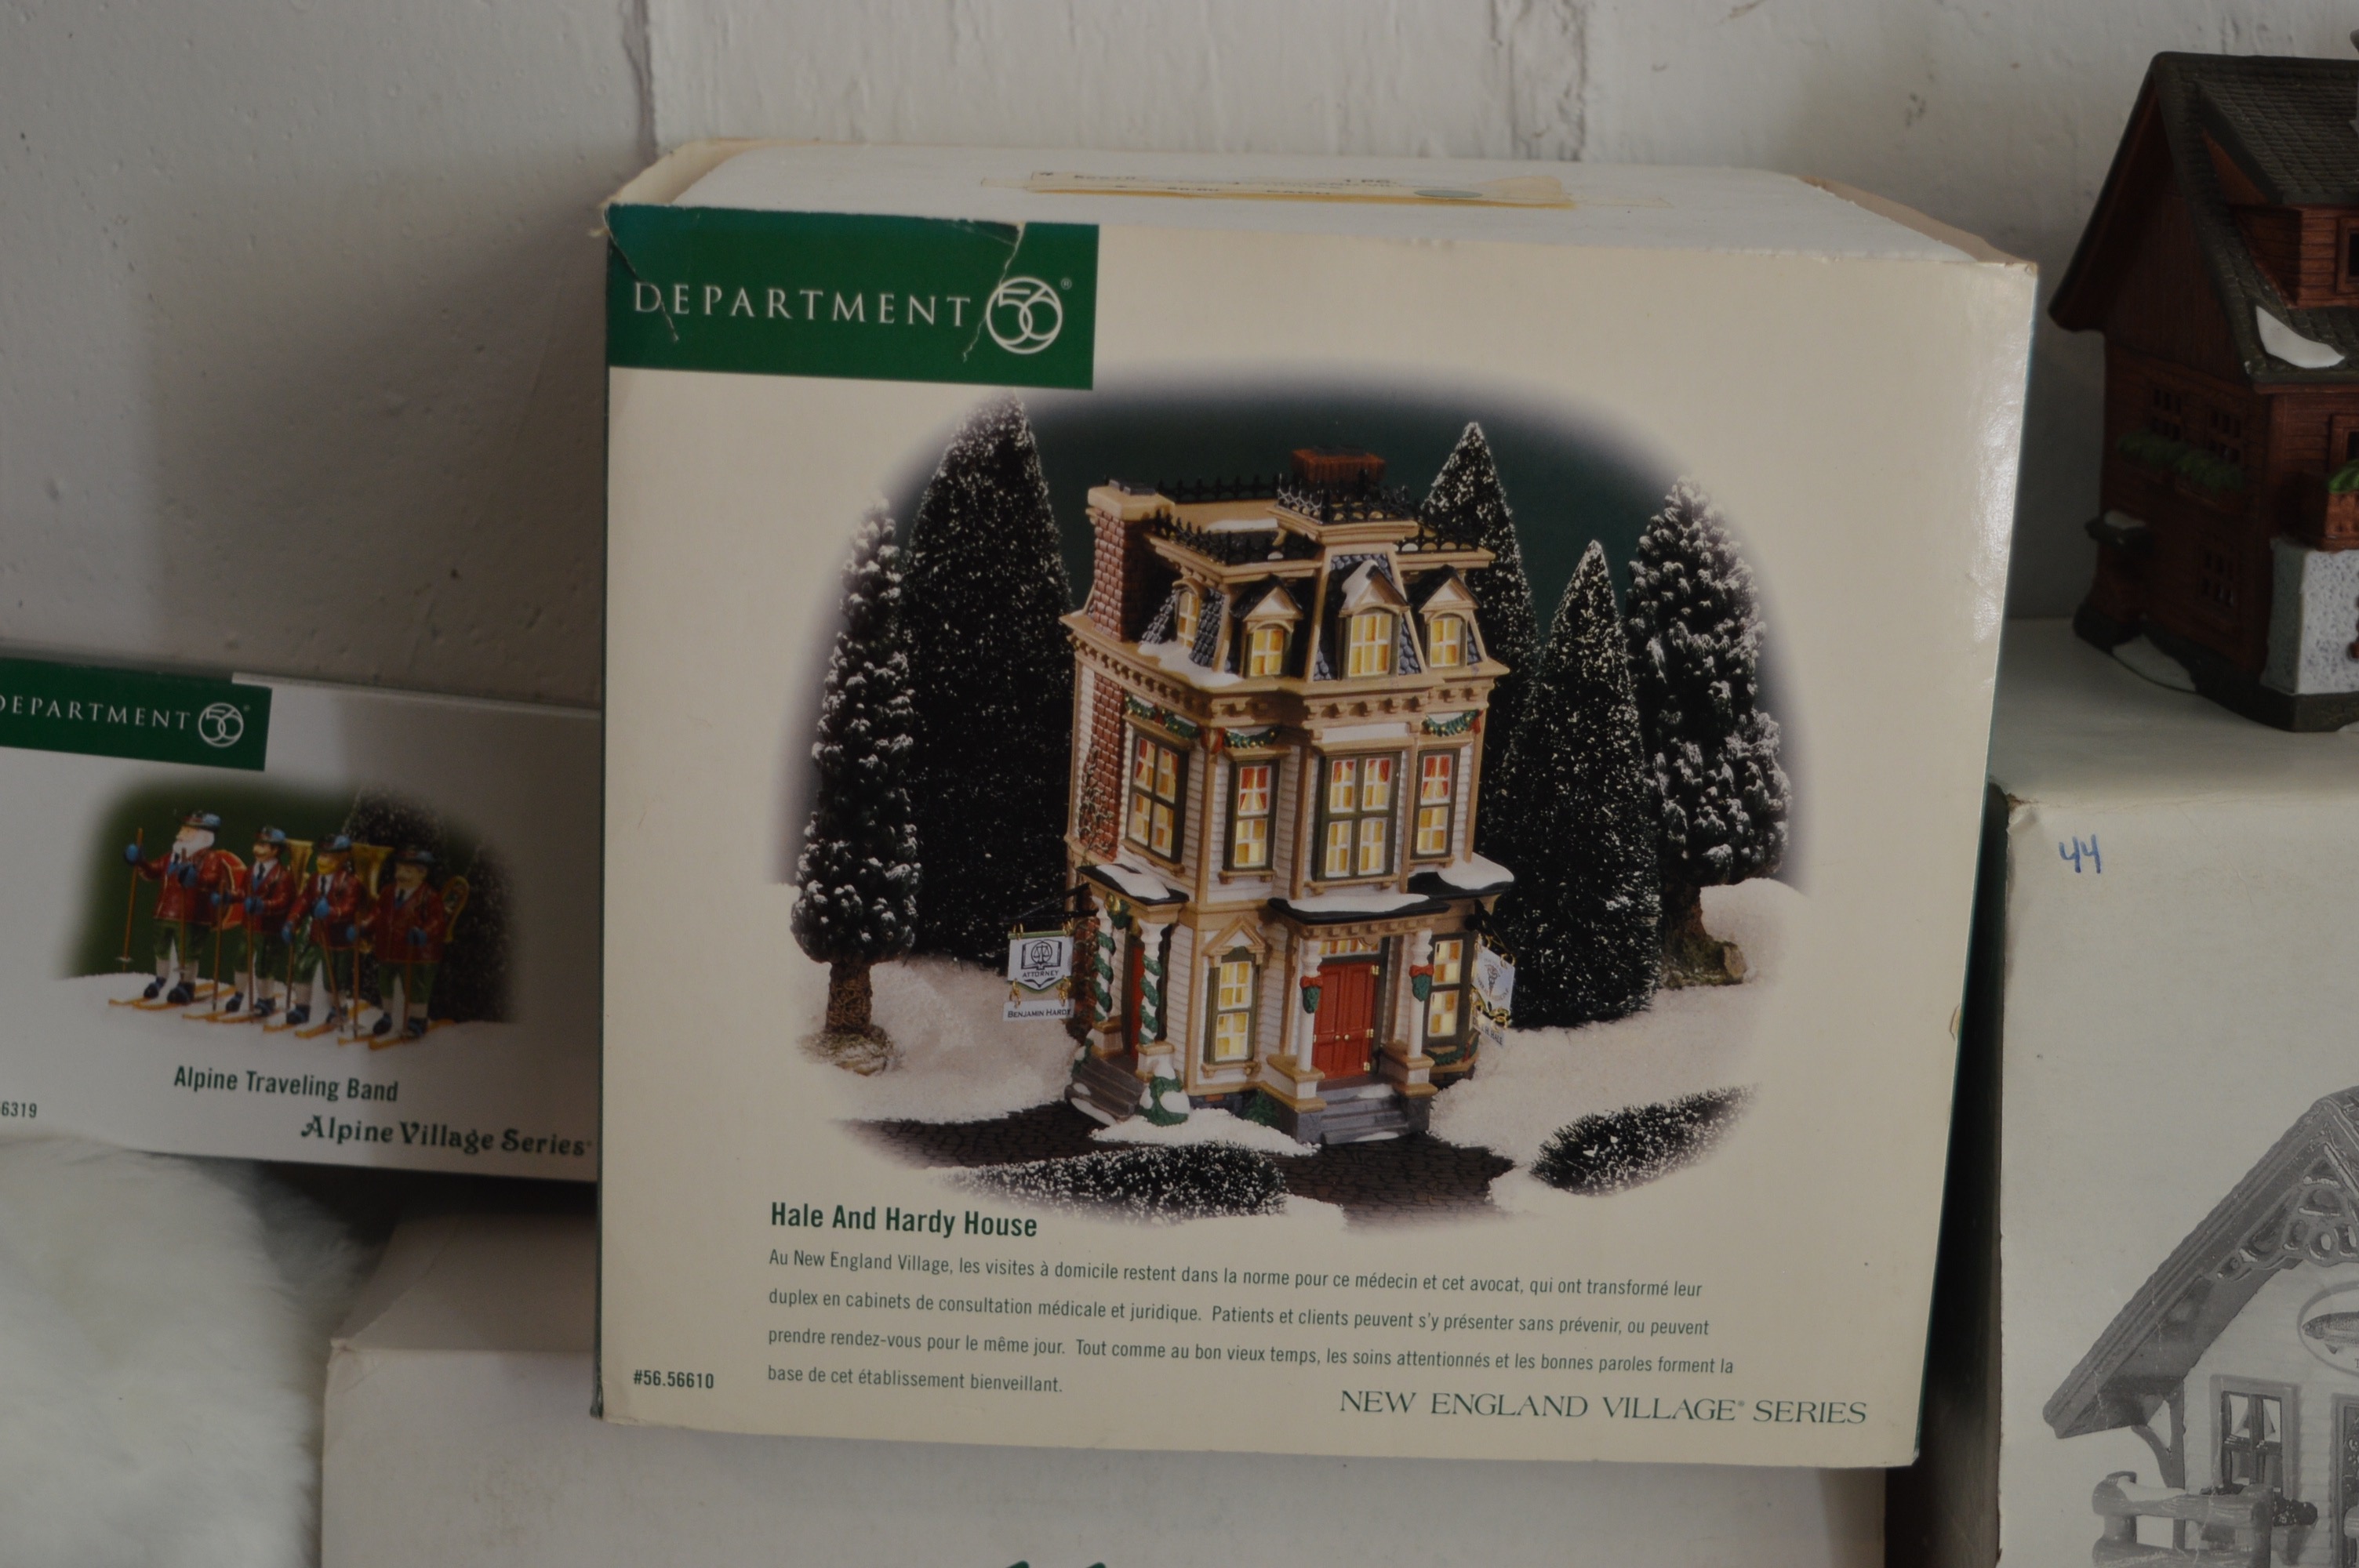 DEPARTMENT 56®
DEPARTMENT 56®
ATTORNEY
BENJAMIN HARDY
Alpine Traveling Band
6319
Alpine Village Series
Hale And Hardy House
Au New England Village, les visites à domicile restent dans la norme pour ce médecin et cet avocat, qui ont transformé leur
duplex en cabinets de consultation médicale et juridique. Patients et clients peuvent s'y présenter sans prévenir, ou peuvent
prendre rendez-vous pour le même jour. Tout comme au bon vieux temps, les soins attentionnés et les bonnes paroles forment la
base de cet établissement bienveillant.
#56.56610
NEW ENGLAND VILLAGE® SERIES
44